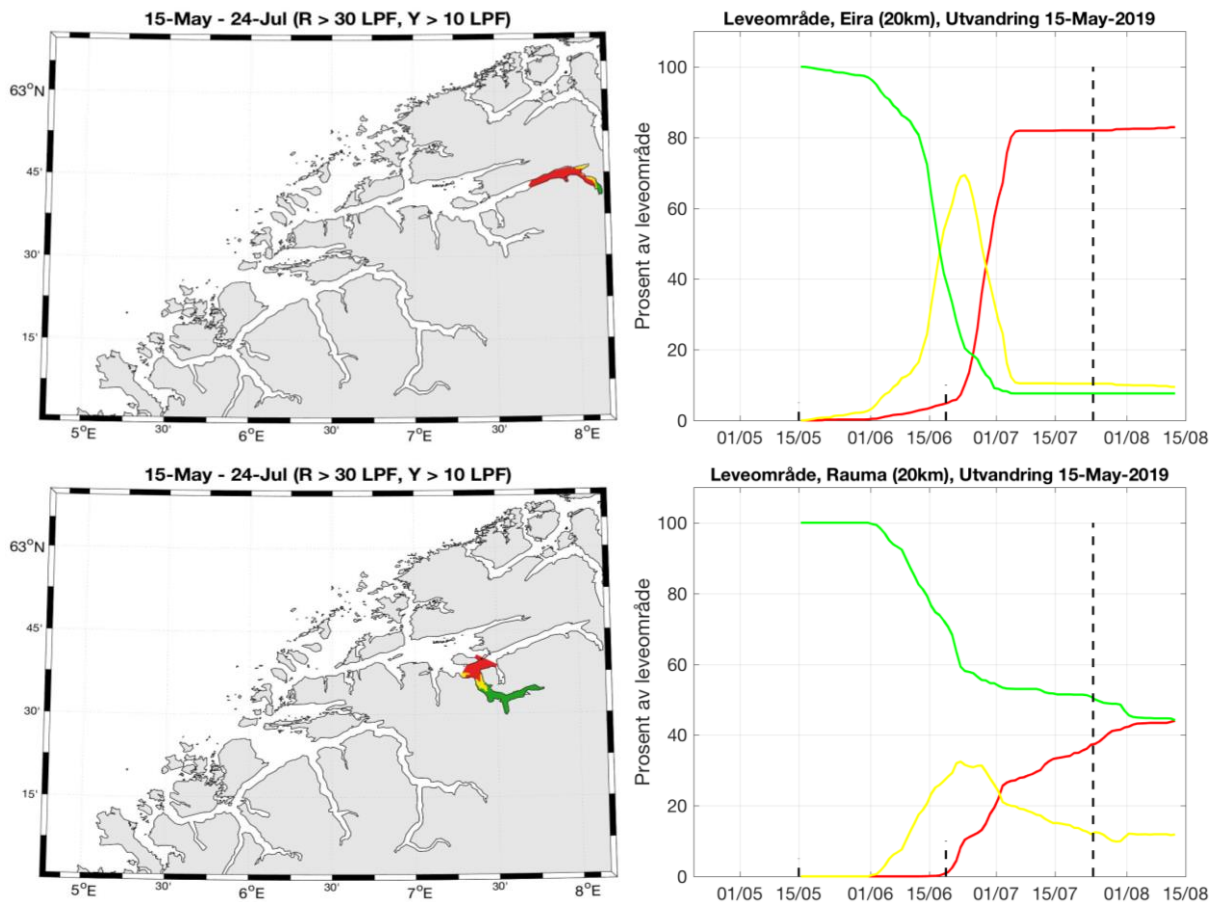 15-May - 24-Jul (R > 30 LPF, Y > 10 LPF)
63°N
45'
30'
15'
5°E
30'
6°E
30'
7°E
30'
8°E
Leveområde, Eira (20km), Utvandring 15-May-2019
Prosent av leveområde
100
80
60
40
20
0
01/05 15/05 01/06 15/06 01/07 15/07 01/08 15/08
15-May - 24-Jul (R > 30 LPF, Y > 10 LPF)
63°N
45'
30'
15'
5°E
30'
6°E
30'
7°E
30'
8°E
Leveområde, Rauma (20km), Utvandring 15-May-2019
Prosent av leveområde
100
80
60
40
20
0
01/05 15/05 01/06 15/06 01/07 15/07 01/08 15/08